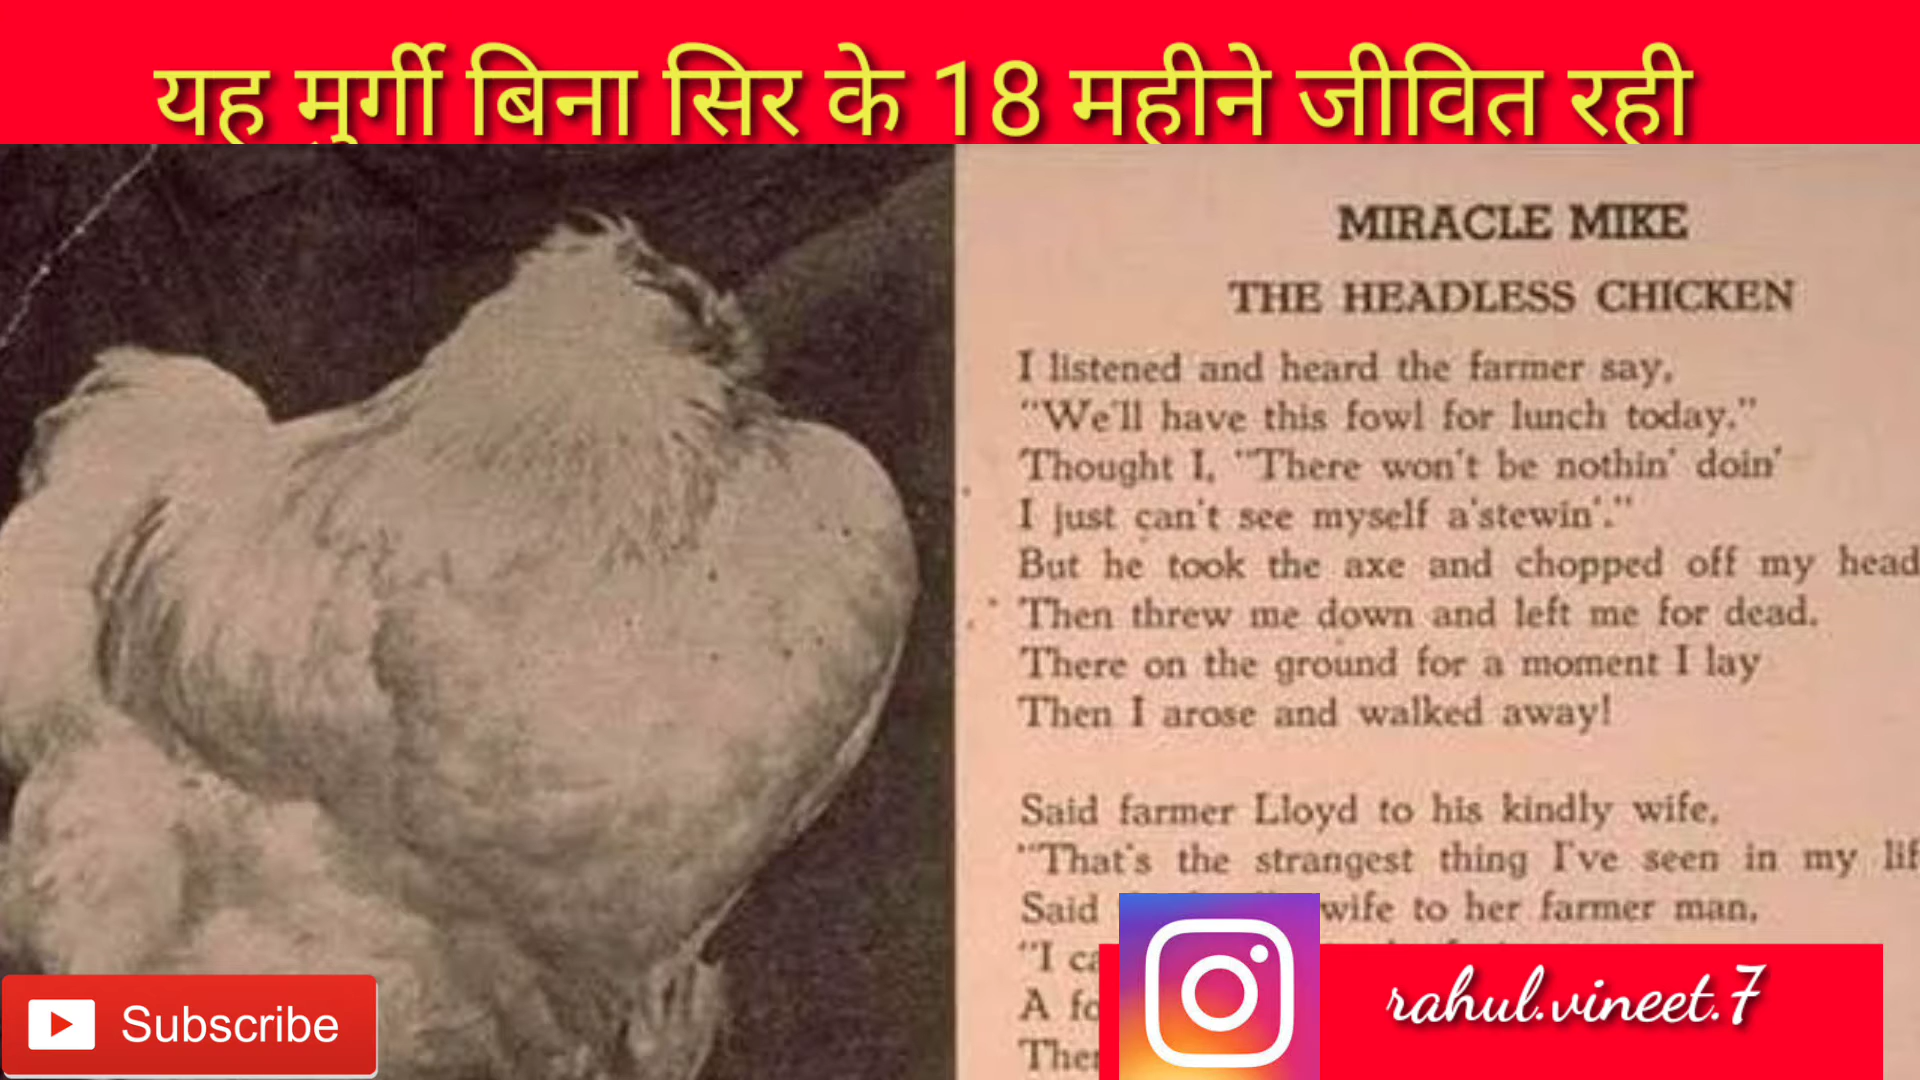 यह मुर्गी बिना सिर के 18 महीने जीवित रही
MIRACLE MIKE
THE HEADLESS CHICKEN
I listened and heard the farmer say,
"We'll have this fowl for lunch today."
Thought I, "There won't be nothin' doin'
I just can't see myself a'stewin'."
But he took the axe and chopped off my head
Then threw me down and left me for dead.
There on the ground for a moment I lay
Then I arose and walked away!
Said farmer Lloyd to his kindly wife,
"That's the strangest thing I've seen in my
Said wife to her farmer man,
"I
A
Subscribe
rahul.vineet.7